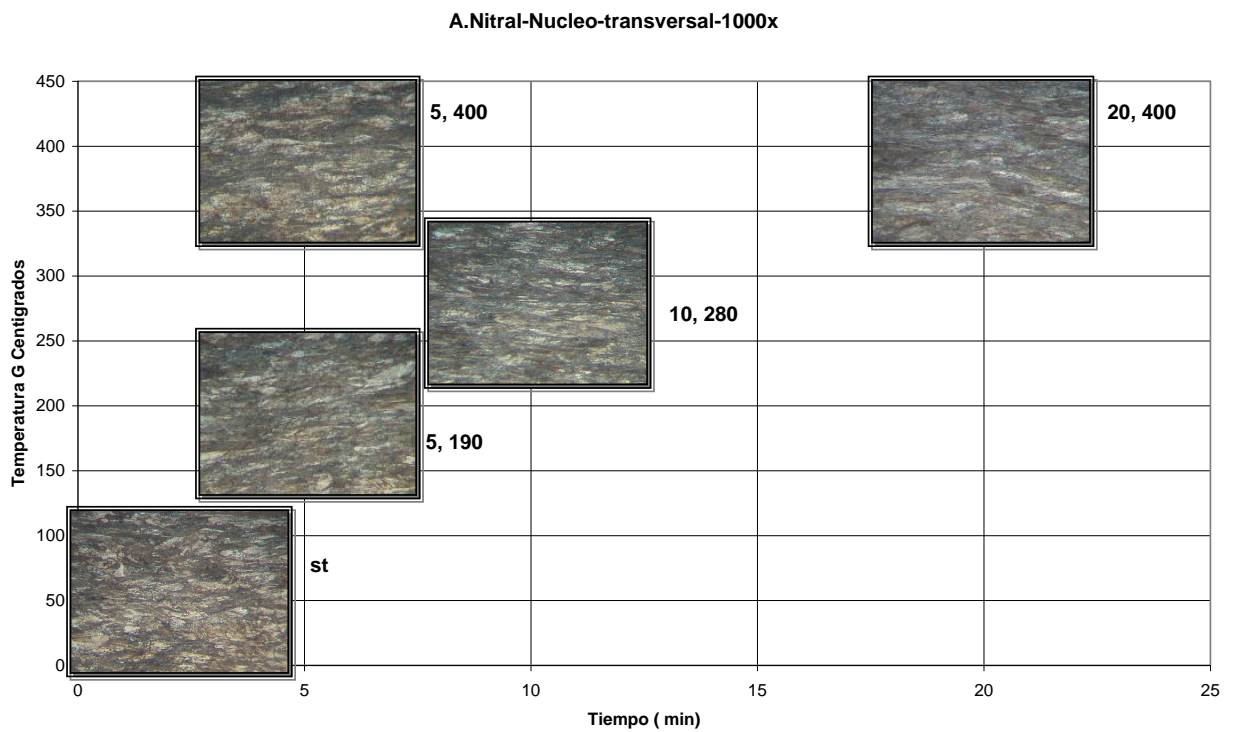 A.Nitral-Nucleo-transversal-1000x
450
400
350
300
250
200
150
100
50
0
Temperatura G Centigrados
5, 400
20, 400
10, 280
5, 190
st
0 5 10 15 20 25
Tiempo ( min)